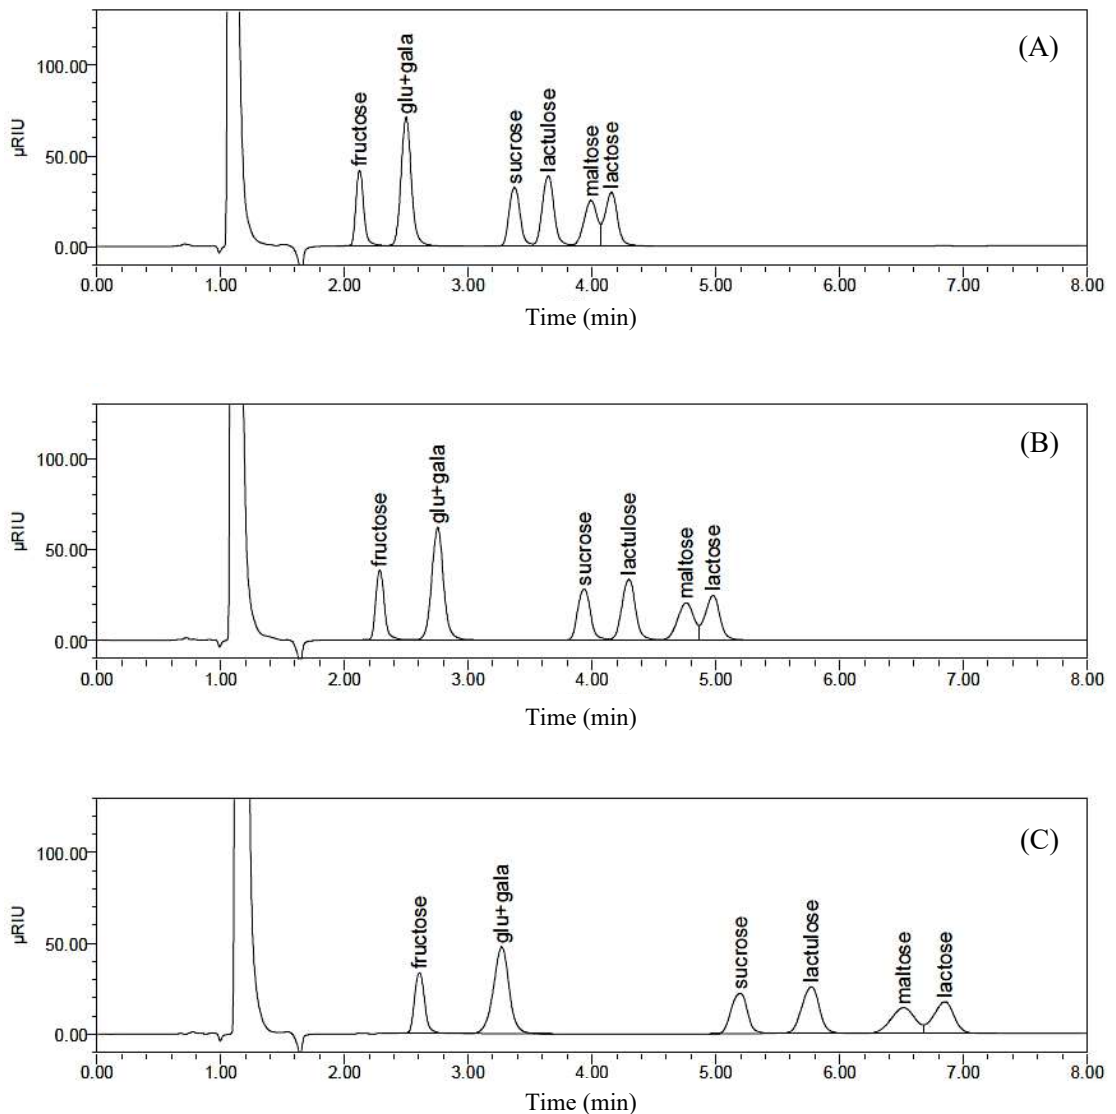 (A)
100.00
50.00
0.00
µRIU
fructose
glu+gala
sucrose
lactulose
maltose
lactose
0.00 1.00 2.00 3.00 4.00 5.00 6.00 7.00 8.00
Time (min)
(B)
100.00
50.00
0.00
µRIU
fructose
glu+gala
sucrose
lactulose
maltose
lactose
0.00 1.00 2.00 3.00 4.00 5.00 6.00 7.00 8.00
Time (min)
(C)
100.00
50.00
0.00
µRIU
fructose
glu+gala
sucrose
lactulose
maltose
lactose
0.00 1.00 2.00 3.00 4.00 5.00 6.00 7.00 8.00
Time (min)